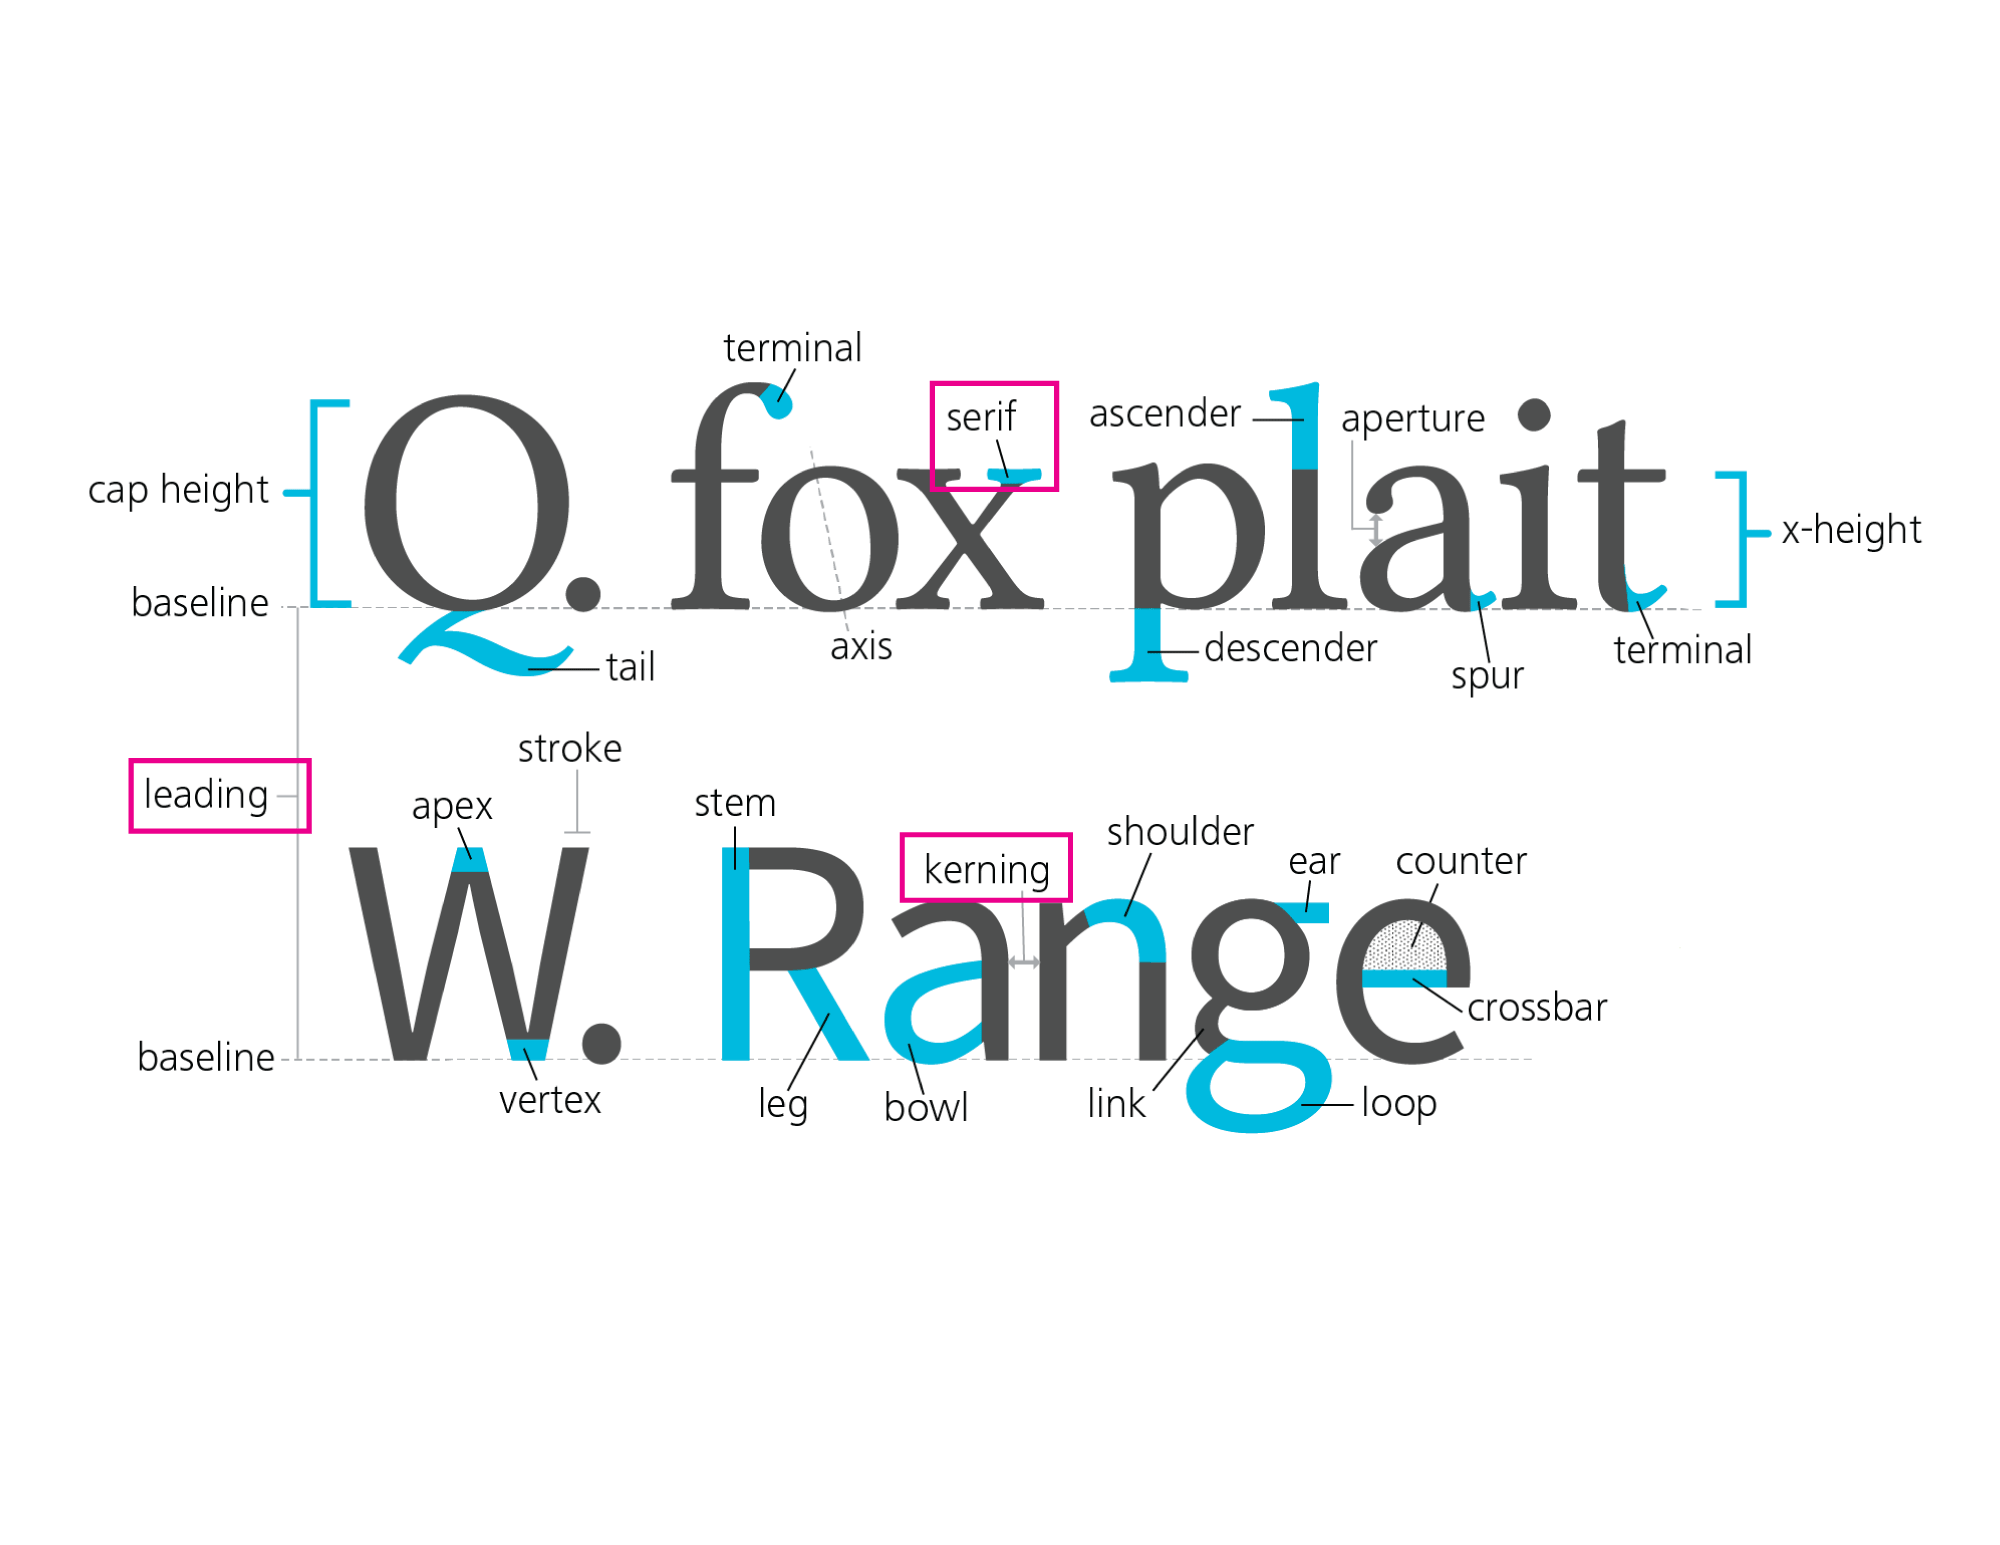 terminal
serif
ascender
aperture
cap height
Q. fox plait
x-height
baseline
tail
axis
descender
spur
terminal
leading
stroke
apex
stem
kerning
shoulder
ear
counter
W. Range
crossbar
baseline
vertex
leg
bowl
link
loop